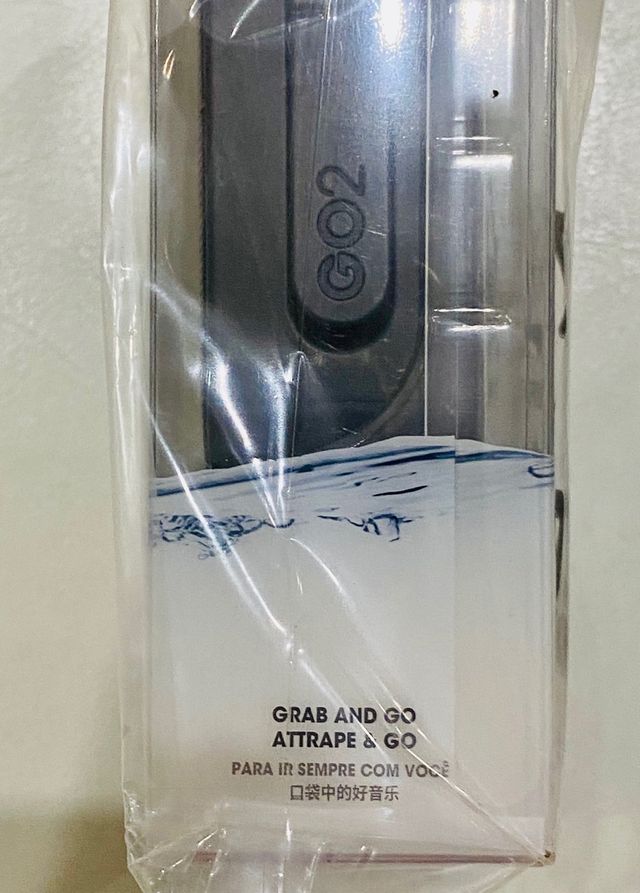 GO2
GRAB AND GO
ATTRAPE & GO
PARA IR SEMPRE COM VOCÊ
口袋中的好音乐